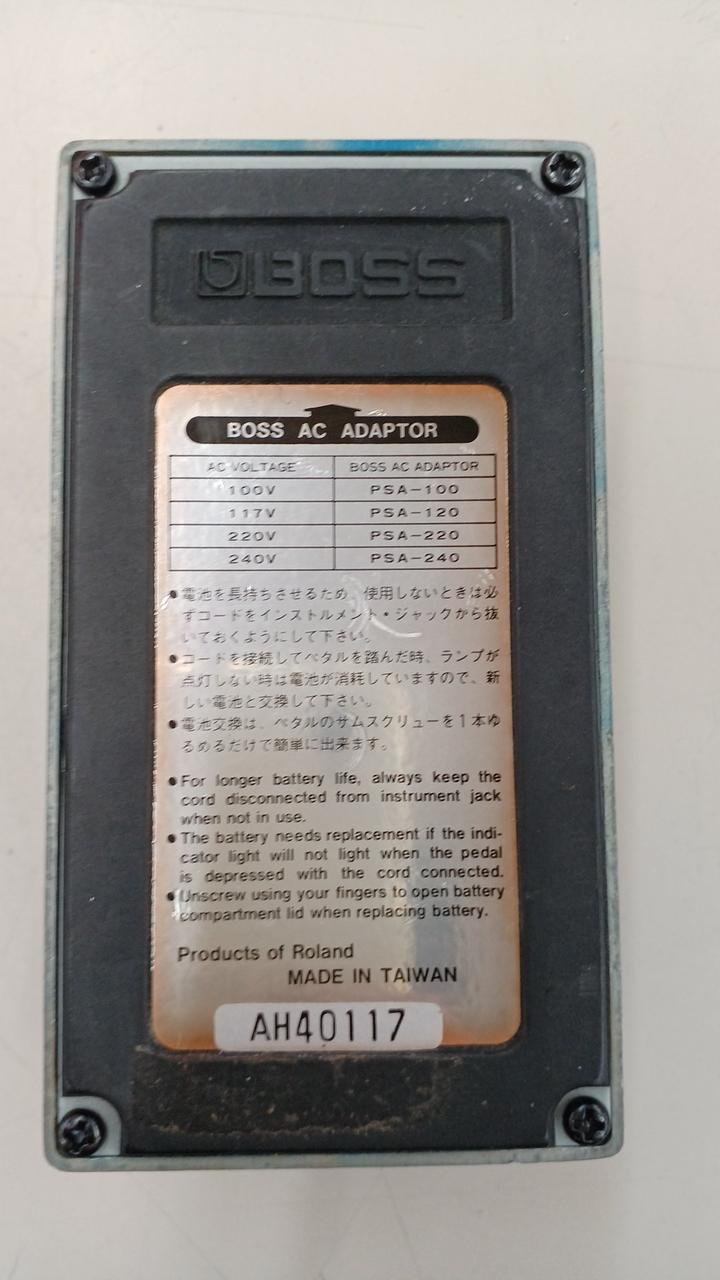 BOSS
BOSS AC ADAPTOR
AC VOLTAGE BOSS AC ADAPTOR
100V PSA-100
117V PSA-120
220V PSA-220
240V PSA-240
●電池を長持ちさせるため、使用しないときは必
ずコードをインストルメント・ジャックから抜
いておくようにして下さい。
●コードを接続してペタルを踏んだ時、ランプが
点灯しない時は電池が消耗していますので、新
しい電池と交換して下さい。
●電池交換は、ペタルのサムスクリューを1本ゆ
るめるだけで簡単に出来ます。
●For longer battery life, always keep the
cord disconnected from instrument jack
when not in use.
●The battery needs replacement if the indi-
cator light will not light when the pedal
is depressed with the cord connected.
●Unscrew using your fingers to open battery
compartment lid when replacing battery.
Products of Roland
MADE IN TAIWAN
AH40117